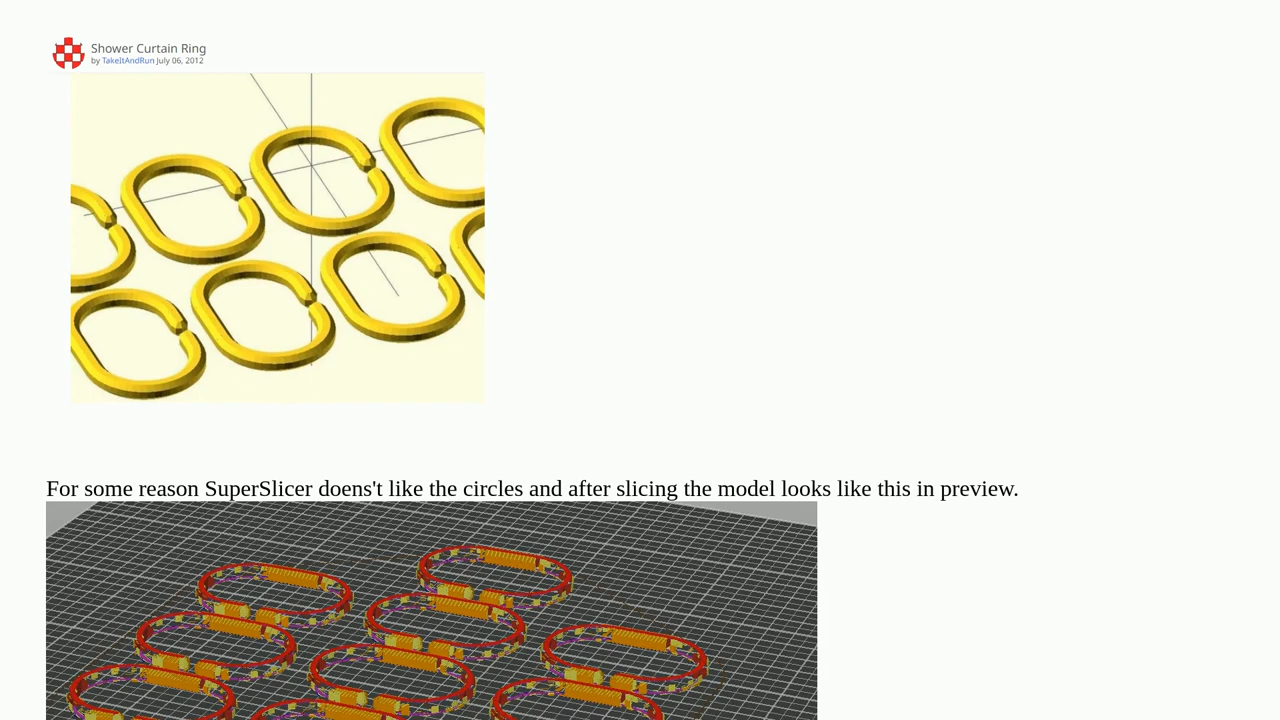 Shower Curtain Ring
by TakeItAndRun July 06, 2012
For some reason SuperSlicer doens't like the circles and after slicing the model looks like this in preview.